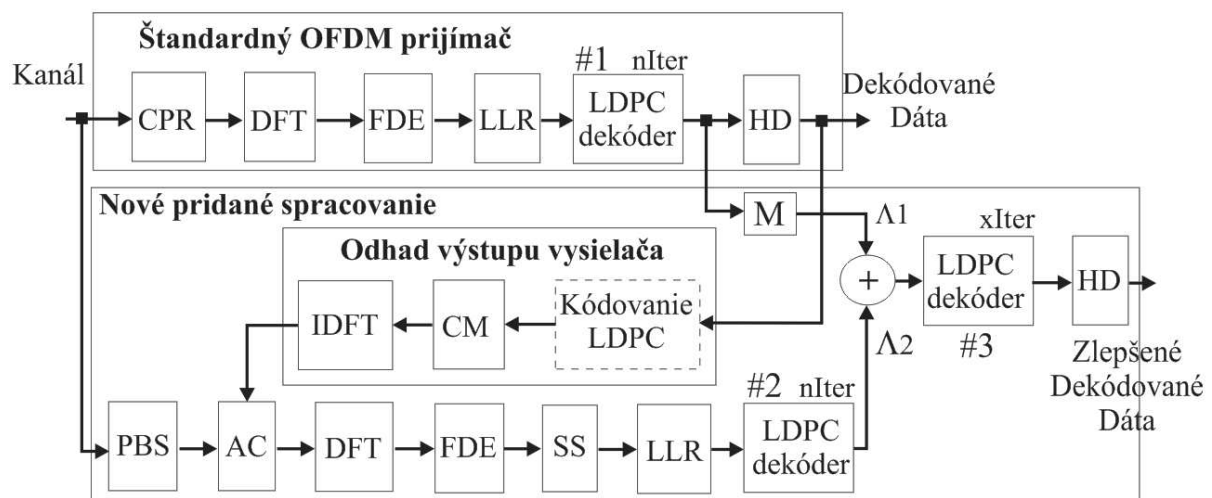 Štandardný OFDM prijímač
Kanál
#1 nIter
Dekódované
Dáta
CPR
DFT
FDE
LLR
LDPC
dekóder
HD
Nové pridané spracovanie
M
Λ1
xIter
Odhad výstupu vysielača
IDFT
CM
Kódovanie
LDPC
+
LDPC
dekóder
HD
Λ2
#3
Zlepšené
Dekódované
Dáta
#2 nIter
PBS
AC
DFT
FDE
SS
LLR
LDPC
dekóder